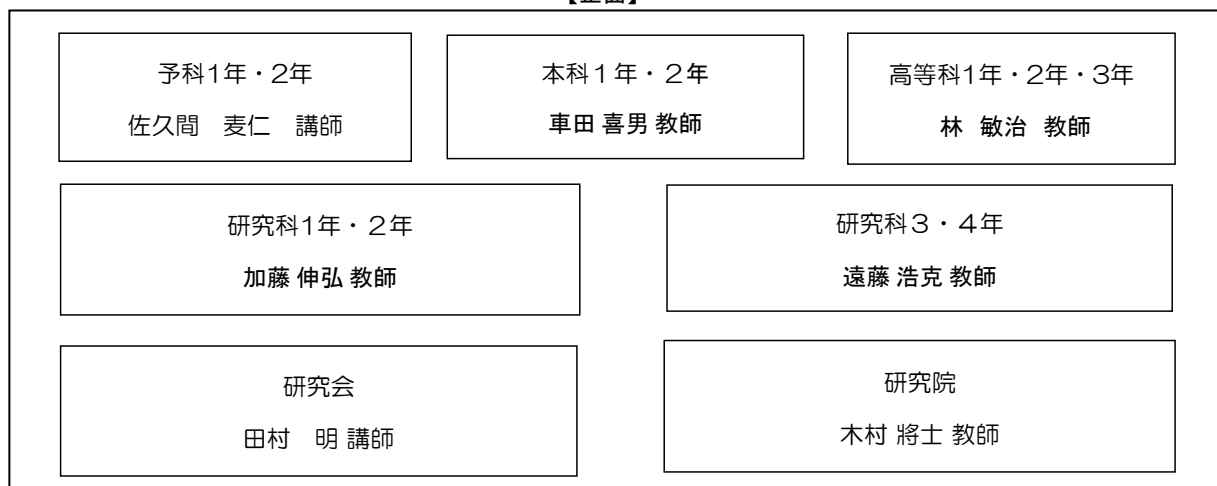 予科1年・2年
佐久間　麦仁　講師
本科１年・２年
車田 喜男 教師
高等科1年・2年・3年
林　敏治　教師
研究科1年・２年
加藤 伸弘 教師
研究科３・４年
遠藤 浩克 教師
研究会
田村　明 講師
研究院
木村 將士 教師